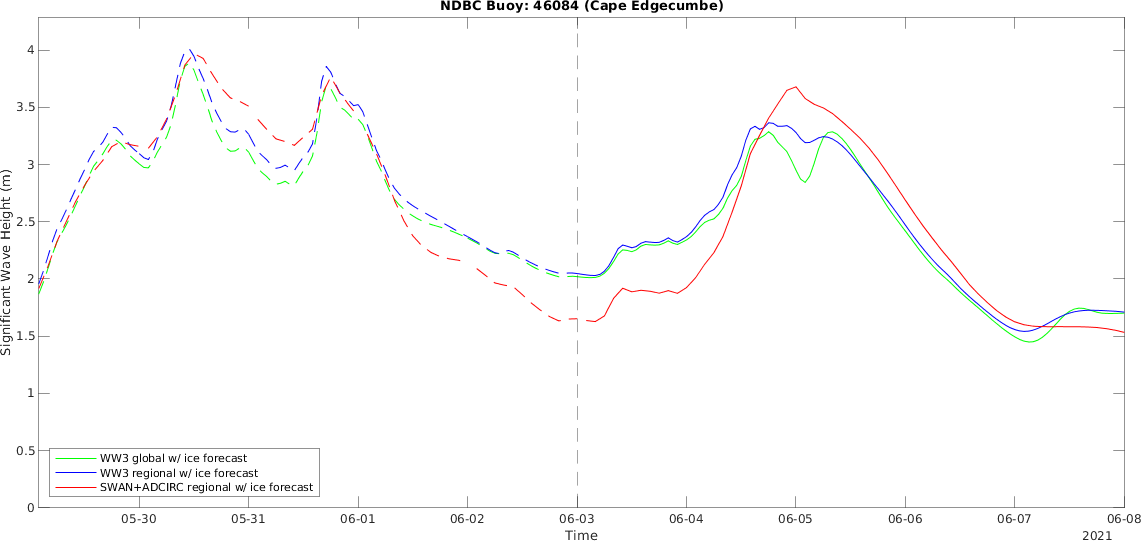 NDBC Buoy: 46084 (Cape Edgecumbe)
4
3.5
3
2.5
2
1.5
1
0.5
0
Significant Wave Height (m)
WW3 global w/ ice forecast
WW3 regional w/ ice forecast
SWAN+ADCIRC regional w/ ice forecast
05-30 05-31 06-01 06-02 06-03 06-04 06-05 06-06 06-07 06-08
Time
2021